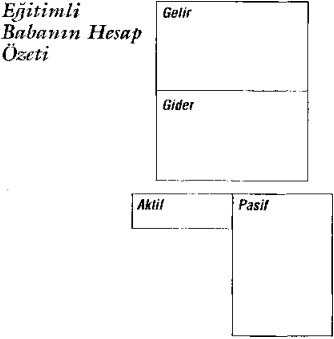 Eğitimli
Babanın Hesap
Özeti
Gelir
Gider
Aktif
Pasif